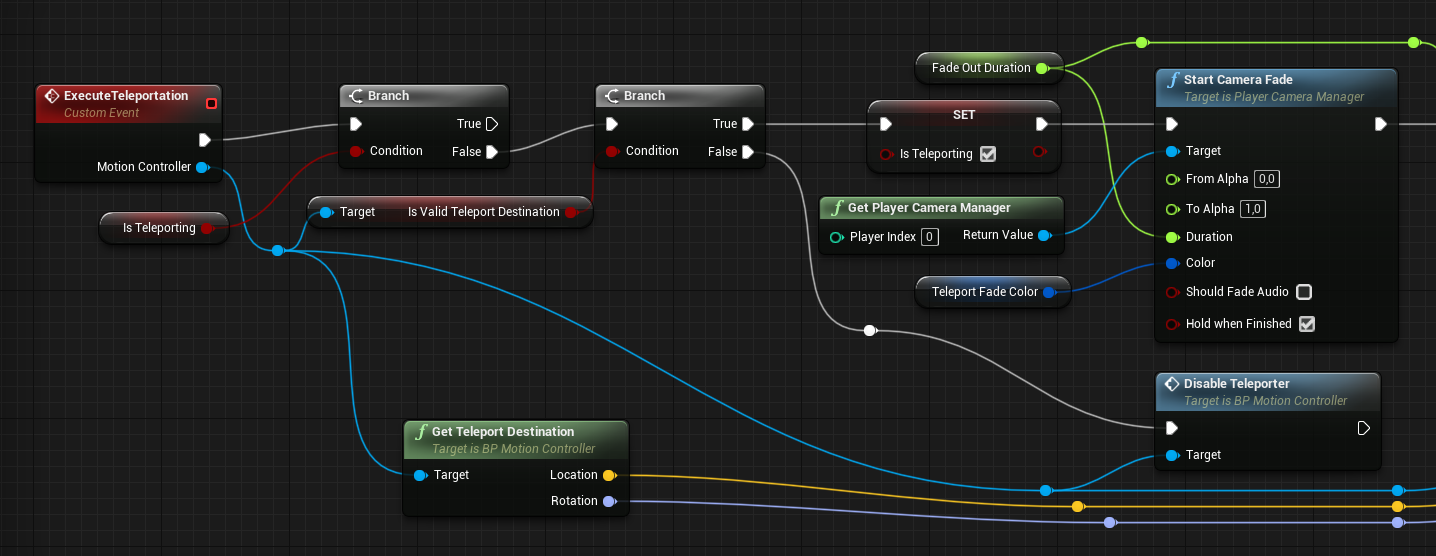 ExecuteTeleportation
Custom Event
Motion Controller
Is Teleporting
Branch
True
Condition
False
Target
Is Valid Teleport Destination
Branch
True
Condition
False
Get Teleport Destination
Target is BP Motion Controller
Target
Location
Rotation
Fade Out Duration
SET
Is Teleporting
Get Player Camera Manager
Player Index 0
Return Value
Teleport Fade Color
Start Camera Fade
Target is Player Camera Manager
Target
From Alpha 0,0
To Alpha 1,0
Duration
Color
Should Fade Audio
Hold when Finished
Disable Teleporter
Target is BP Motion Controller
Target